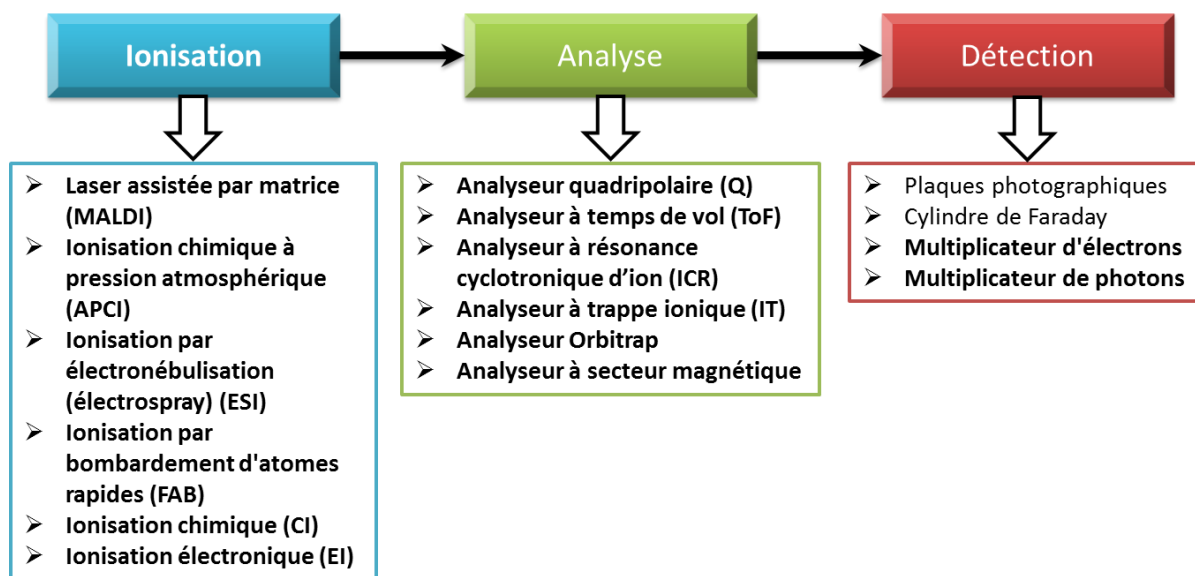 Ionisation
Analyse
Détection
➢ Laser assistée par matrice
(MALDI)
➢ Ionisation chimique à
pression atmosphérique
(APCI)
➢ Ionisation par
électronébulisation
(électrospray) (ESI)
➢ Ionisation par
bombardement d'atomes
rapides (FAB)
➢ Ionisation chimique (CI)
➢ Ionisation électronique (EI)
➢ Analyseur quadripolaire (Q)
➢ Analyseur à temps de vol (ToF)
➢ Analyseur à résonance
cyclotronique d’ion (ICR)
➢ Analyseur à trappe ionique (IT)
➢ Analyseur Orbitrap
➢ Analyseur à secteur magnétique
➢ Plaques photographiques
➢ Cylindre de Faraday
➢ Multiplicateur d'électrons
➢ Multiplicateur de photons